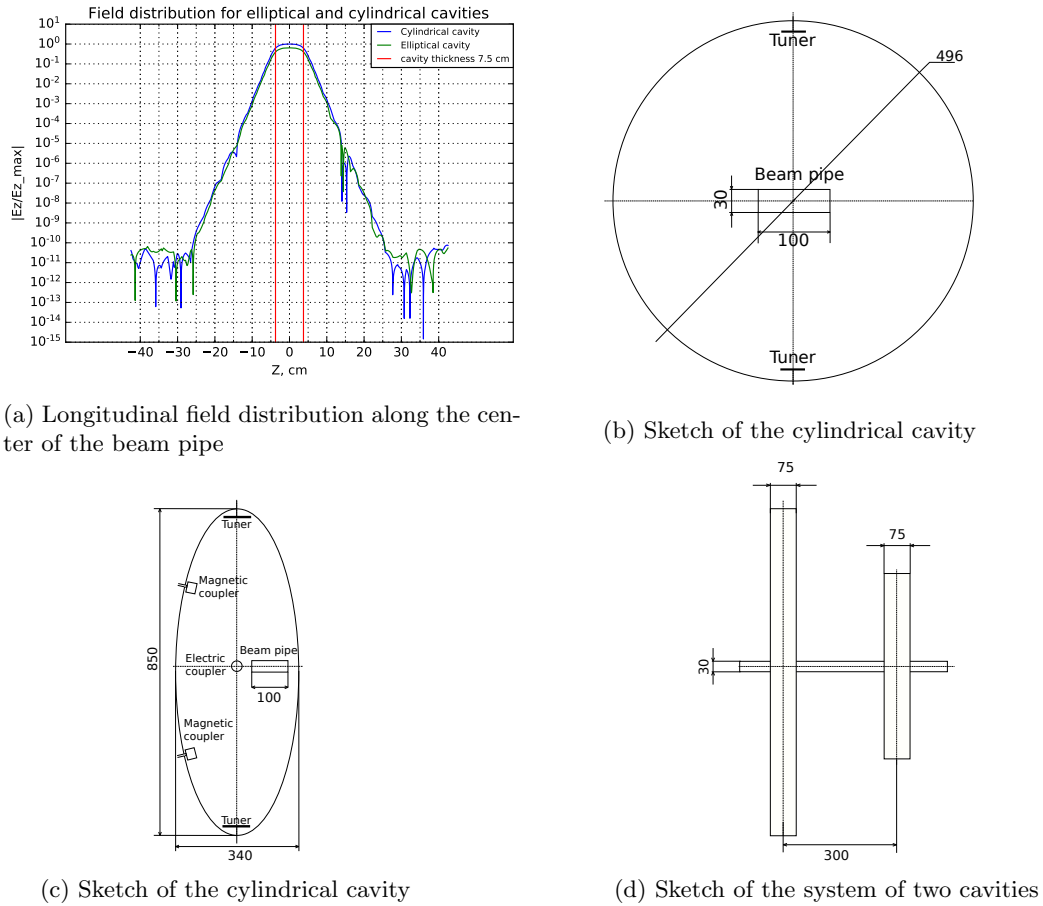 Field distribution for elliptical and cylindrical cavities
10^1
10^0
10^-1
10^-2
10^-3
10^-4
10^-5
10^-6
10^-7
10^-8
10^-9
10^-10
10^-11
10^-12
10^-13
10^-14
10^-15
|Ez/Ez_max|
Cylindrical cavity
Elliptical cavity
cavity thickness 7.5 cm
−40 −30 −20 −10 0 10 20 30 40
Z, cm
(a) Longitudinal field distribution along the cen-
ter of the beam pipe
Tuner
496
Beam pipe
30
100
Tuner
(b) Sketch of the cylindrical cavity
Tuner
Magnetic
coupler
850
Electric
coupler
Beam pipe
100
Magnetic
coupler
Tuner
340
(c) Sketch of the cylindrical cavity
75
75
30
300
(d) Sketch of the system of two cavities